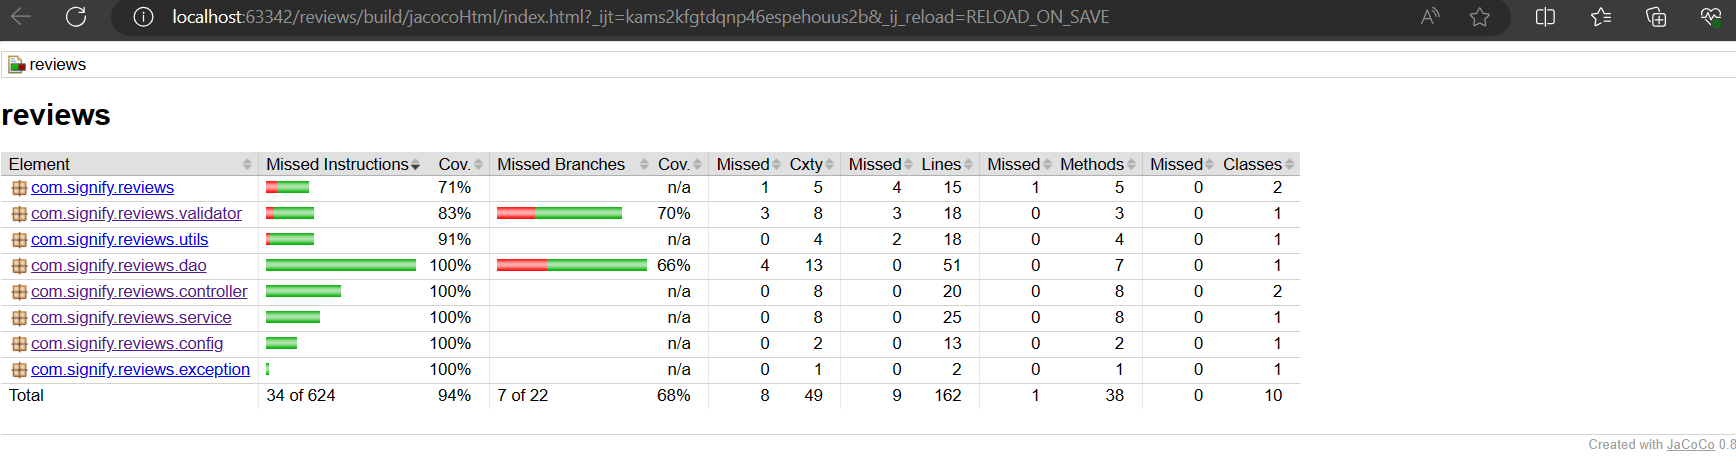 localhost:63342/reviews/build/jacocoHtml/index.html?_ijt=kams2kfgtdqnp46espehouus2b&_ij_reload=RELOAD_ON_SAVE
reviews
reviews
Element Missed Instructions Cov. Missed Branches Cov. Missed Cxty Missed Lines Missed Methods Missed Classes
com.signify.reviews 71% n/a 1 5 4 15 1 5 0 2
com.signify.reviews.validator 83% 70% 3 8 3 18 0 3 0 1
com.signify.reviews.utils 91% n/a 0 4 2 18 0 4 0 1
com.signify.reviews.dao 100% 66% 4 13 0 51 0 7 0 1
com.signify.reviews.controller 100% n/a 0 8 0 20 0 8 0 2
com.signify.reviews.service 100% n/a 0 8 0 25 0 8 0 1
com.signify.reviews.config 100% n/a 0 2 0 13 0 2 0 1
com.signify.reviews.exception 100% n/a 0 1 0 2 0 1 0 1
Total 34 of 624 94% 7 of 22 68% 8 49 9 162 1 38 0 10
Created with JaCoCo 0.8